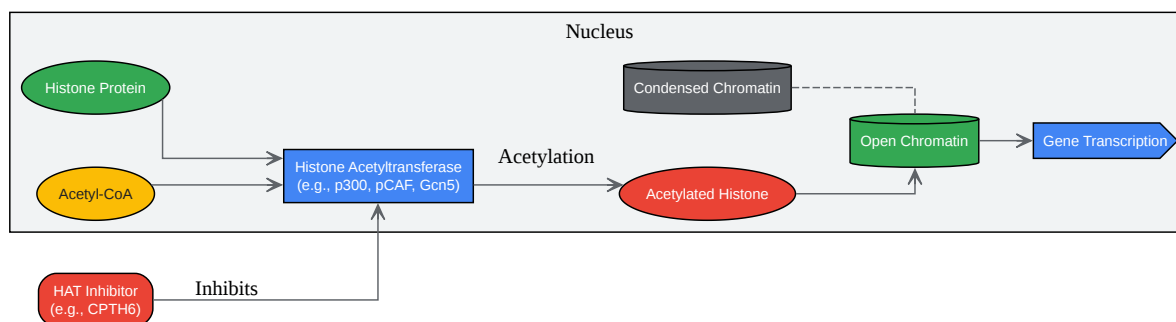 Nucleus
Histone Protein
Condensed Chromatin
Open Chromatin
Gene Transcription
Acetylation
Histone Acetyltransferase
(e.g., p300, pCAF, Gcn5)
Acetyl-CoA
Acetylated Histone
HAT Inhibitor
(e.g., CPTH6)
Inhibits